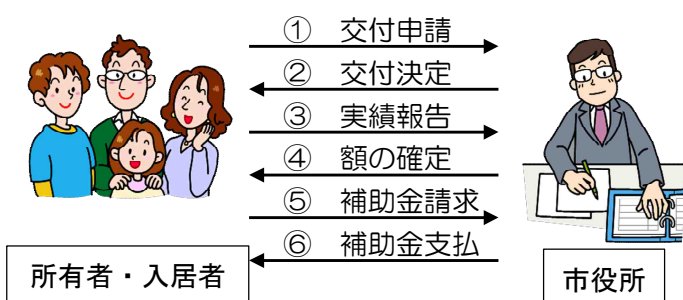 ① 交付申請
② 交付決定
③ 実績報告
④ 額の確定
⑤ 補助金請求
⑥ 補助金支払
所有者・入居者
市役所